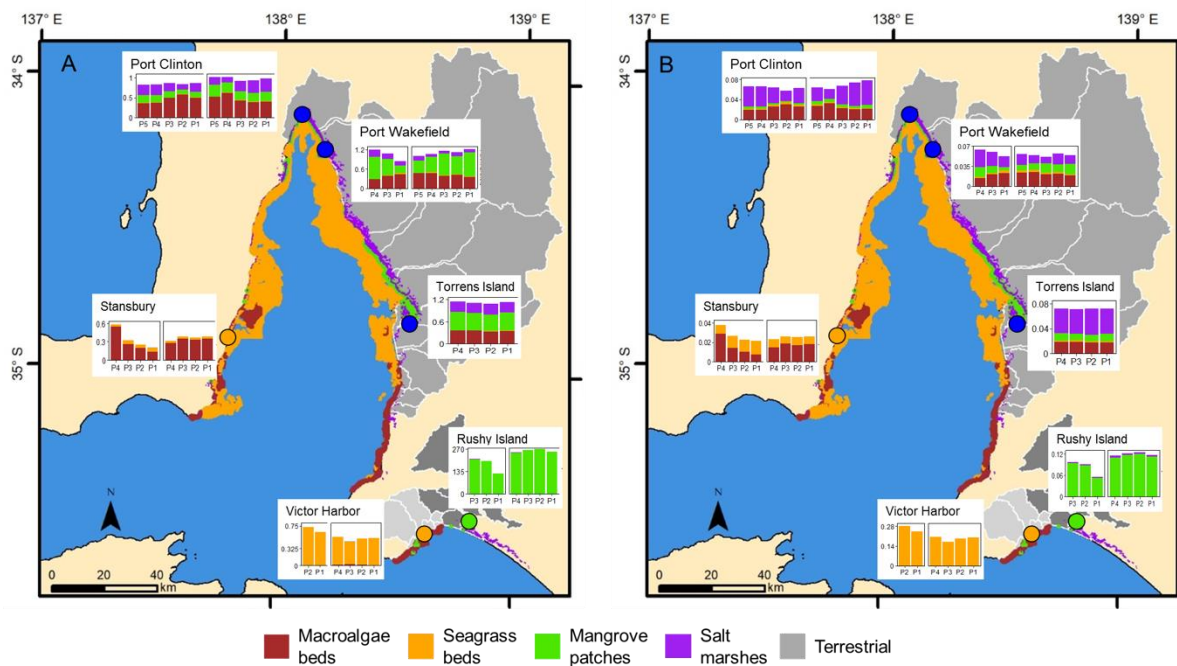 137° E
138° E
139° E
137° E
138° E
139° E
34° S
35° S
A
Port Clinton
1
0.5
0
P5 P4 P3 P2 P1
P5 P4 P3 P2 P1
Port Wakefield
1.2
0.6
0
P4 P3 P1
P5 P4 P3 P2 P1
Torrens Island
1.2
0.6
0
P4 P3 P2 P1
Stansbury
0.6
0.3
0
P4 P3 P2 P1
P4 P3 P2 P1
Rushy Island
270
135
0
P3 P2 P1
P4 P3 P2 P1
Victor Harbor
0.75
0.325
0
P2 P1
P4 P3 P2 P1
N
0 20 40
km
34° S
35° S
B
Port Clinton
0.08
0.04
0
P5 P4 P3 P2 P1
P5 P4 P3 P2 P1
Port Wakefield
0.07
0.035
0
P4 P3 P1
P5 P4 P3 P2 P1
Torrens Island
0.08
0.04
0
P4 P3 P2 P1
Stansbury
0.04
0.02
0
P4 P3 P2 P1
P4 P3 P2 P1
Rushy Island
0.12
0.06
0
P3 P2 P1
P4 P3 P2 P1
Victor Harbor
0.28
0.14
0
P2 P1
P4 P3 P2 P1
N
0 20 40
km
Macroalgae
beds
Seagrass
beds
Mangrove
patches
Salt
marshes
Terrestrial